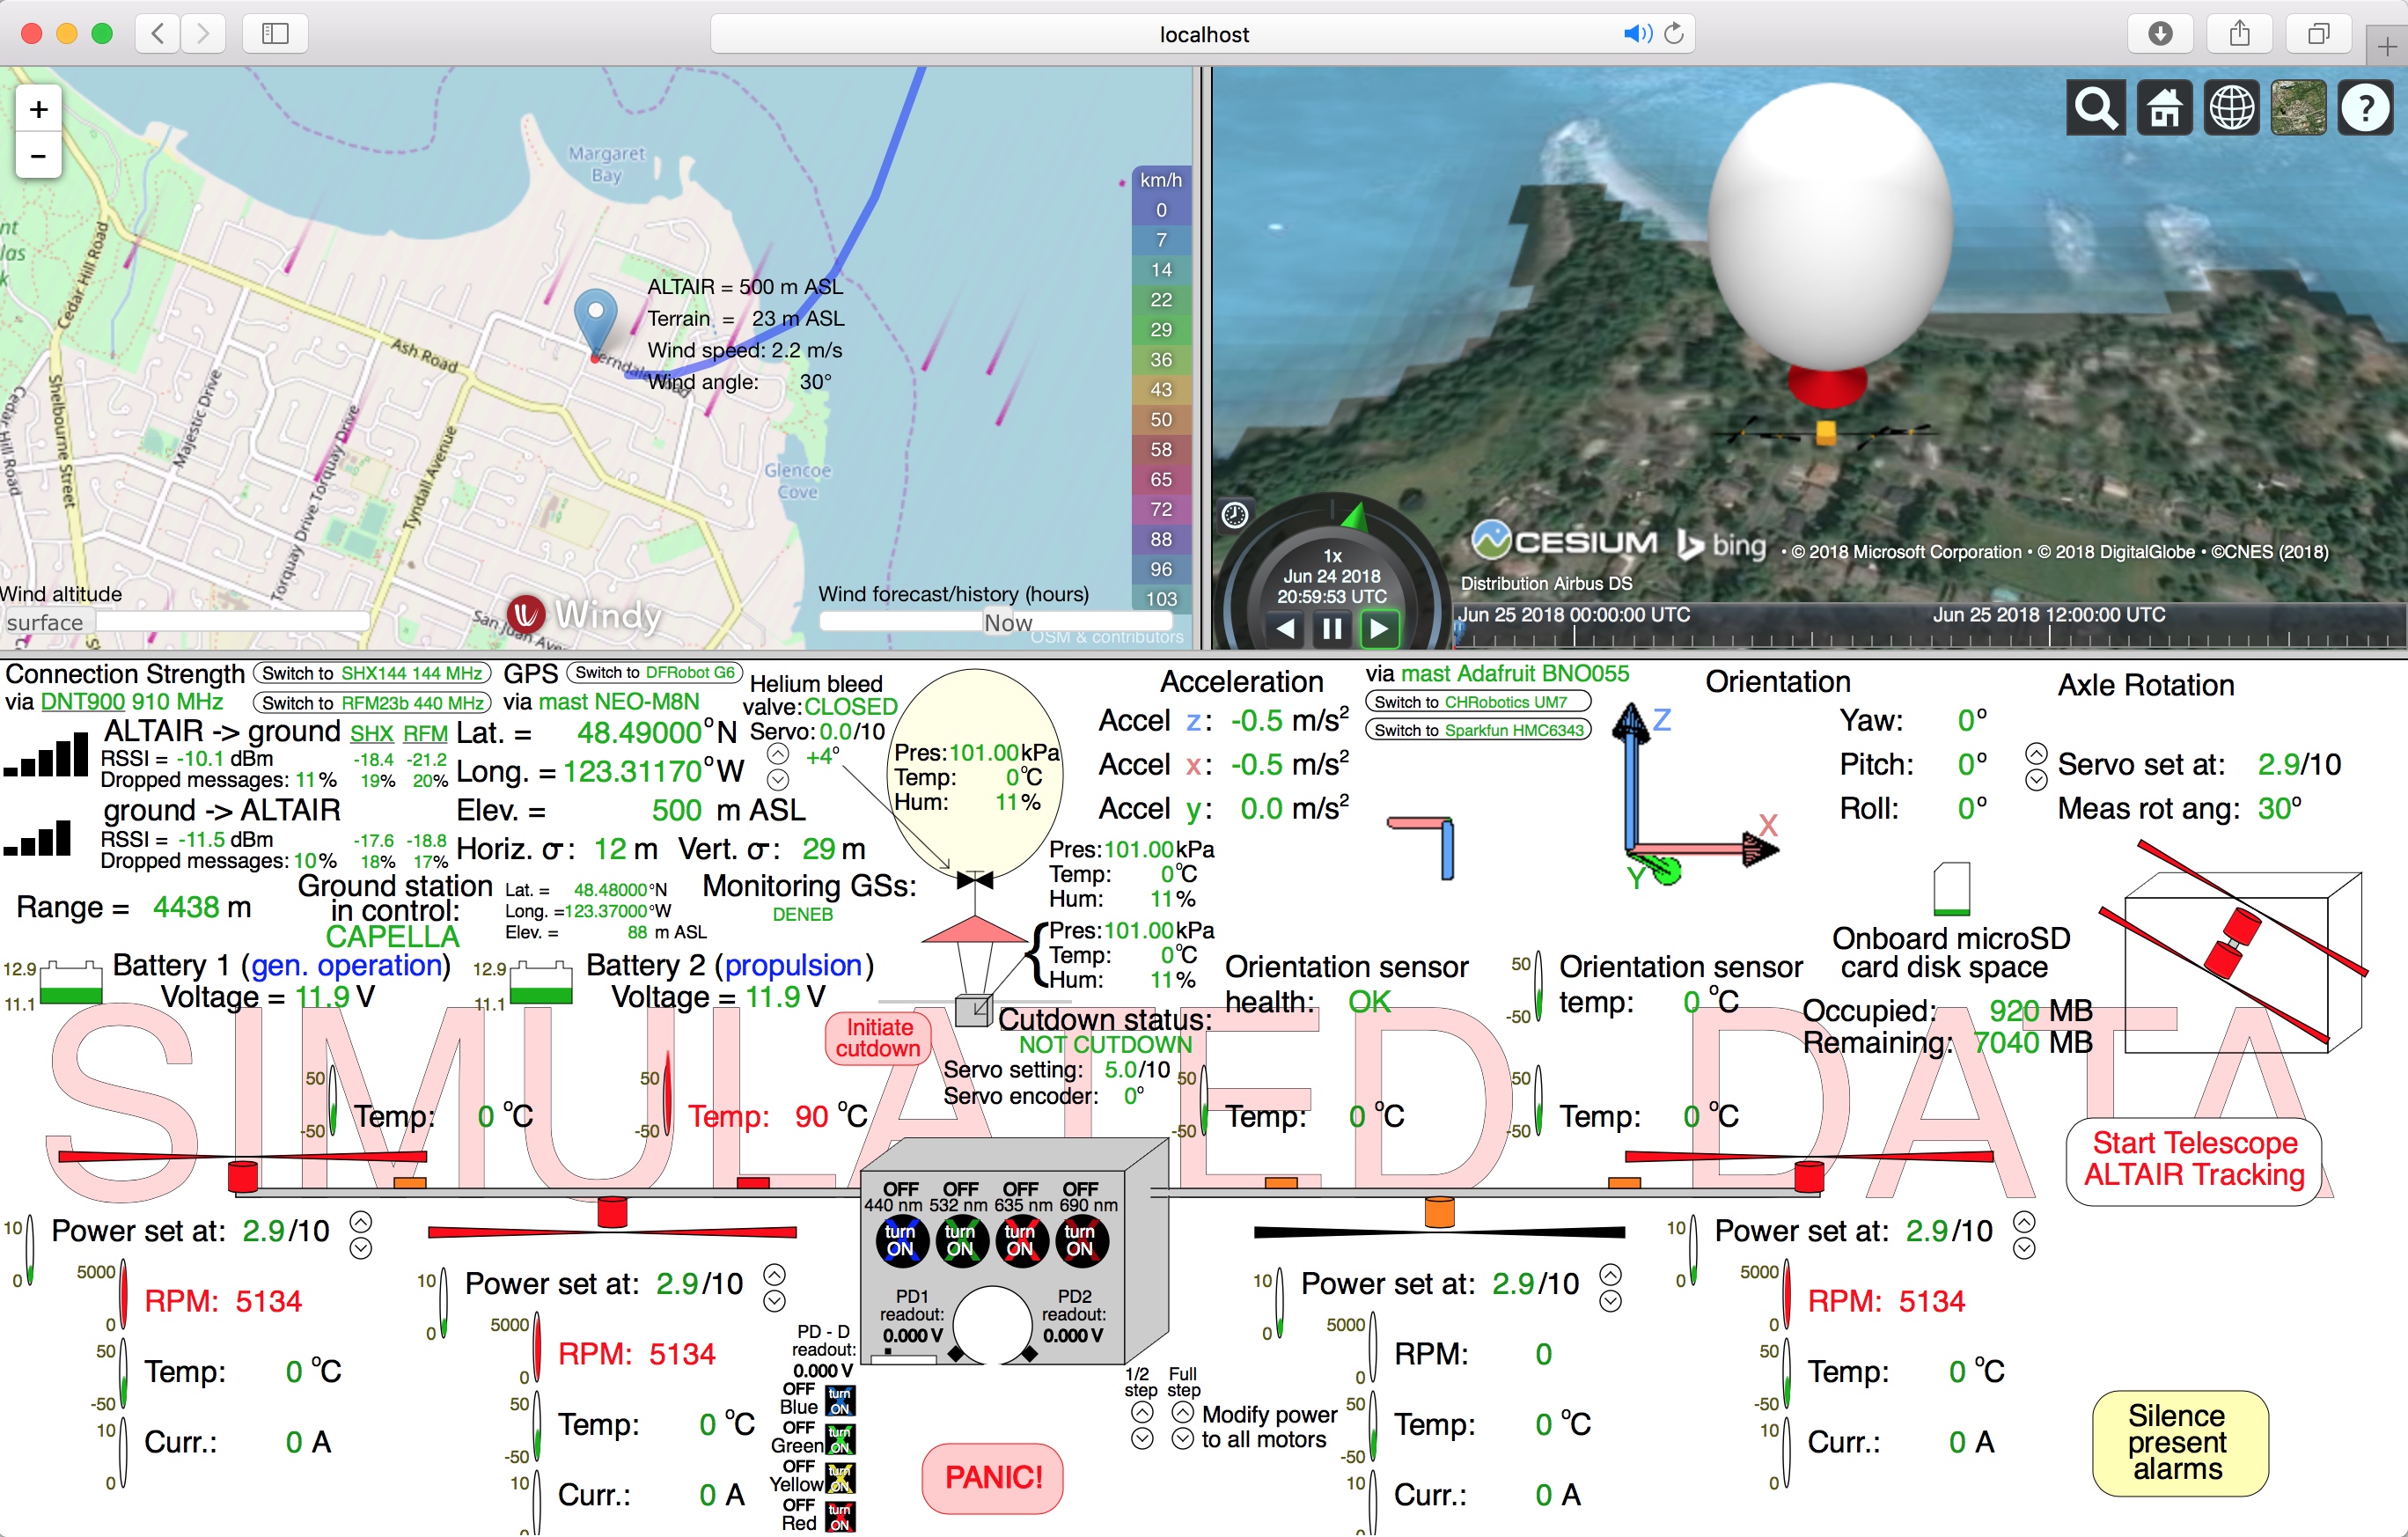 localhost
+
−
Margaret
Bay
Cedar Hill Road
Ash Road
Shelbourne Street
Majestic Drive
Torquay Drive
Torquay Drive
Tyndall Avenue
Cedar Hill Road
Glencoe
Cove
ALTAIR = 500 m ASL
Terrain = 23 m ASL
Wind speed: 2.2 m/s
Wind angle: 30°
km/h
0
7
14
22
29
36
43
50
58
65
72
88
96
103
Wind altitude
surface
Windy
Wind forecast/history (hours)
Now
OSM & contributors
?
1x
Jun 24 2018
20:59:53 UTC
CESIUM bing • © 2018 Microsoft Corporation • © 2018 DigitalGlobe • ©CNES (2018)
Distribution Airbus DS
Jun 25 2018 00:00:00 UTC Jun 25 2018 12:00:00 UTC
Connection Strength
via DNT900 910 MHz
Switch to SHX144 144 MHz
Switch to RFM23b 440 MHz
ALTAIR -> ground SHX RFM
RSSI = -10.1 dBm -18.4 -21.2
Dropped messages: 11% 19% 20%
ground -> ALTAIR
RSSI = -11.5 dBm -17.6 -18.8
Dropped messages: 10% 18% 17%
Range = 4438 m
GPS
Switch to DFRobot G6
via mast NEO-M8N
Lat. = 48.49000°N
Long. = 123.31170°W
Elev. = 500 m ASL
Horiz. σ: 12 m Vert. σ: 29 m
Ground station
in control:
CAPELLA
Lat. = 48.48000°N
Long. =123.37000°W
Elev. = 88 m ASL
Monitoring GSs:
DENEB
Helium bleed
valve:CLOSED
Servo: 0.0/10
+4°
Pres:101.00kPa
Temp: 0°C
Hum: 11%
Pres:101.00kPa
Temp: 0°C
Hum: 11%
Pres:101.00kPa
Temp: 0°C
Hum: 11%
Acceleration
Accel z: -0.5 m/s2
Accel x: -0.5 m/s2
Accel y: 0.0 m/s2
via mast Adafruit BNO055
Switch to CHRobotics UM7
Switch to Sparkfun HMC6343
Z
X
Y
Orientation
Yaw: 0°
Pitch: 0°
Roll: 0°
Axle Rotation
Servo set at: 2.9/10
Meas rot ang: 30°
Onboard microSD
card disk space
Occupied: 920 MB
Remaining: 7040 MB
12.9
11.1
Battery 1 (gen. operation)
Voltage = 11.9 V
12.9
11.1
Battery 2 (propulsion)
Voltage = 11.9 V
Orientation sensor
health: OK
50
-50
Orientation sensor
temp: 0 °C
SIMULATED DATA
Initiate
cutdown
Cutdown status:
NOT CUTDOWN
Servo setting: 5.0/10
Servo encoder: 0°
50
-50
Temp: 0 °C
50
-50
Temp: 90 °C
50
-50
Temp: 0 °C
50
-50
Temp: 0 °C
Start Telescope
ALTAIR Tracking
OFF OFF OFF OFF
440 nm 532 nm 635 nm 690 nm
turn ON
turn ON
turn ON
turn ON
PD1
readout:
0.000 V
PD2
readout:
0.000 V
10
0
Power set at: 2.9/10
5000
0
RPM: 5134
50
-50
Temp: 0 °C
10
0
Curr.: 0 A
10
0
Power set at: 2.9/10
5000
0
RPM: 5134
50
-50
Temp: 0 °C
10
0
Curr.: 0 A
PD - D
readout:
0.000 V
OFF
Blue
turn ON
OFF
Green
turn ON
OFF
Yellow
turn ON
OFF
Red
turn ON
PANIC!
1/2
step
Full
step
Modify power
to all motors
10
0
Power set at: 2.9/10
5000
0
RPM: 0
50
-50
Temp: 0 °C
10
0
Curr.: 0 A
10
0
Power set at: 2.9/10
5000
0
RPM: 5134
50
-50
Temp: 0 °C
10
0
Curr.: 0 A
Silence
present
alarms